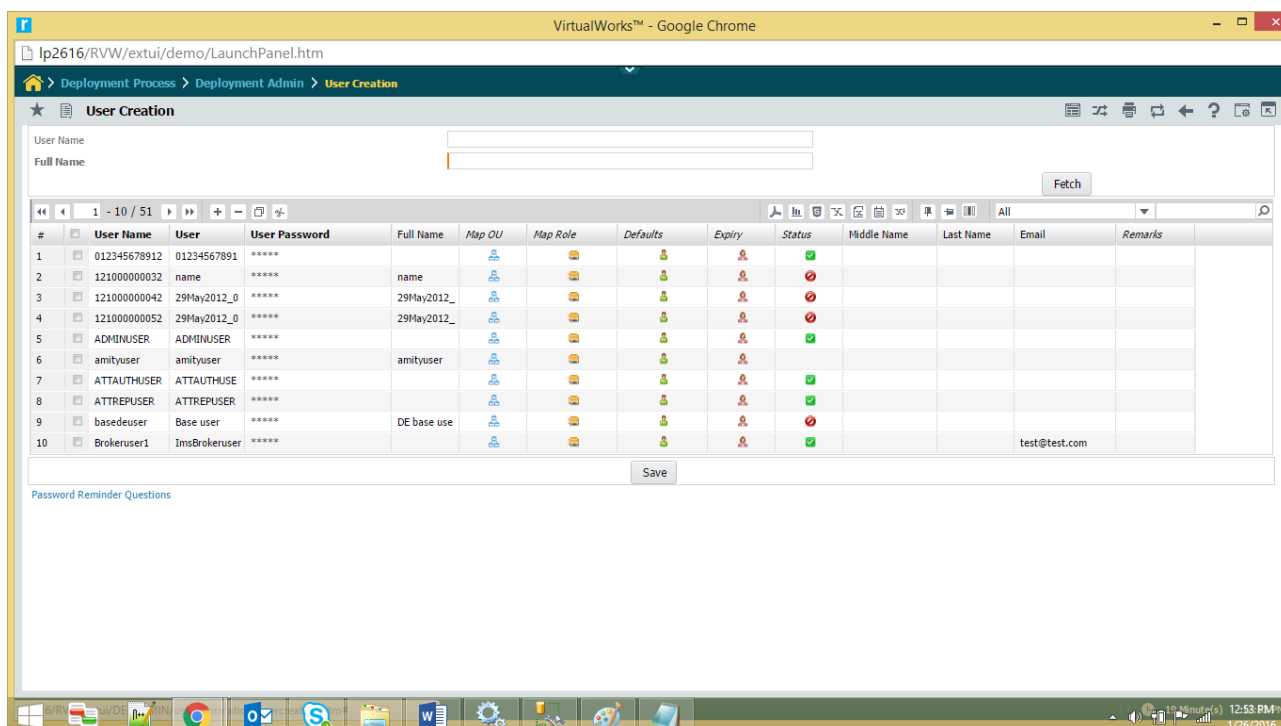 VirtualWorks™ - Google Chrome
lp2616/RVW/extui/demo/LaunchPanel.htm
> Deployment Process > Deployment Admin > User Creation
User Creation
User Name
Full Name
Fetch
1 - 10 / 51 All
# User Name User User Password Full Name Map OU Map Role Defaults Expiry Status Middle Name Last Name Email Remarks
1 012345678912 01234567891 *****
2 121000000032 name ***** name
3 121000000042 29May2012_0 ***** 29May2012_
4 121000000052 29May2012_0 ***** 29May2012_
5 ADMINUSER ADMINUSER *****
6 amityuser amityuser ***** amityuser
7 ATTAUTHUSER ATTAUTHUSE *****
8 ATTREPUSER ATTREPUSER *****
9 basedeuser Base user ***** DE base use
10 Brokeruser1 ImsBrokeruser ***** test@test.com
Save
Password Reminder Questions
12:53 PM
1/26/2016